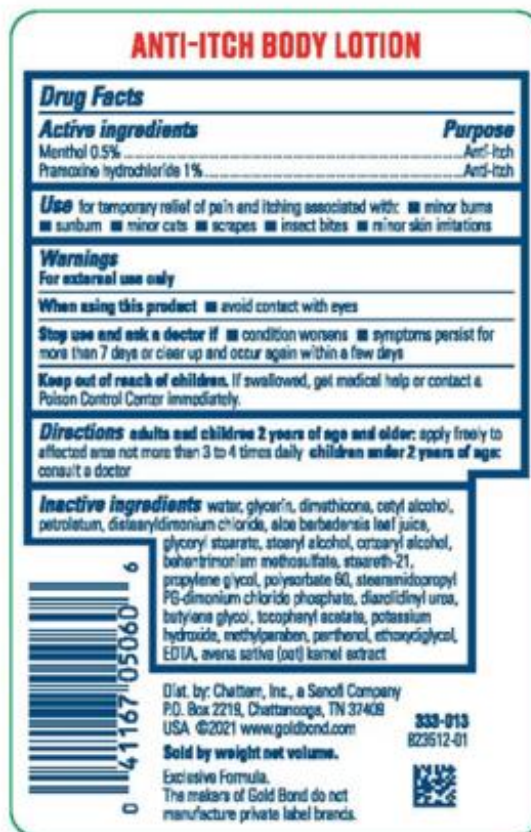 ANTI-ITCH BODY LOTION
Drug Facts
Active ingredients Purpose
Menthol 0.5% Anti-itch
Pramoxine hydrochloride 1% Anti-itch
Use for temporary relief of pain and itching associated with: ■ minor burns
■ sunburn ■ minor cuts ■ scrapes ■ insect bites ■ minor skin irritations
Warnings
For external use only
When using this product ■ avoid contact with eyes
Stop use and ask a doctor if ■ condition worsens ■ symptoms persist for
more than 7 days or clear up and occur again within a few days
Keep out of reach of children. If swallowed, get medical help or contact a
Poison Control Center immediately.
Directions adults and children 2 years of age and older: apply freely to
affected area not more than 3 to 4 times daily children under 2 years of age:
consult a doctor
Inactive ingredients water, glycerin, dimethicone, cetyl alcohol,
petrolatum, distearyldimonium chloride, aloe barbadensis leaf juice,
glyceryl stearate, stearyl alcohol, cetearyl alcohol,
behentrimonium methosulfate, steareth-21,
propylene glycol, polysorbate 60, stearamidopropyl
PG-dimonium chloride phosphate, diazolidinyl urea,
butylene glycol, tocopheryl acetate, potassium
hydroxide, methylparaben, panthenol, ethoxydiglycol,
EDTA, avena sativa (oat) kernel extract
0 41167 05060 6
Dist. by: Chattem, Inc., a Sanofi Company
P.O. Box 2219, Chattanooga, TN 37409
USA ©2021 www.goldbond.com
Sold by weight net volume.
Exclusive Formula.
The makers of Gold Bond do not
manufacture private label brands.
333-013
823512-01